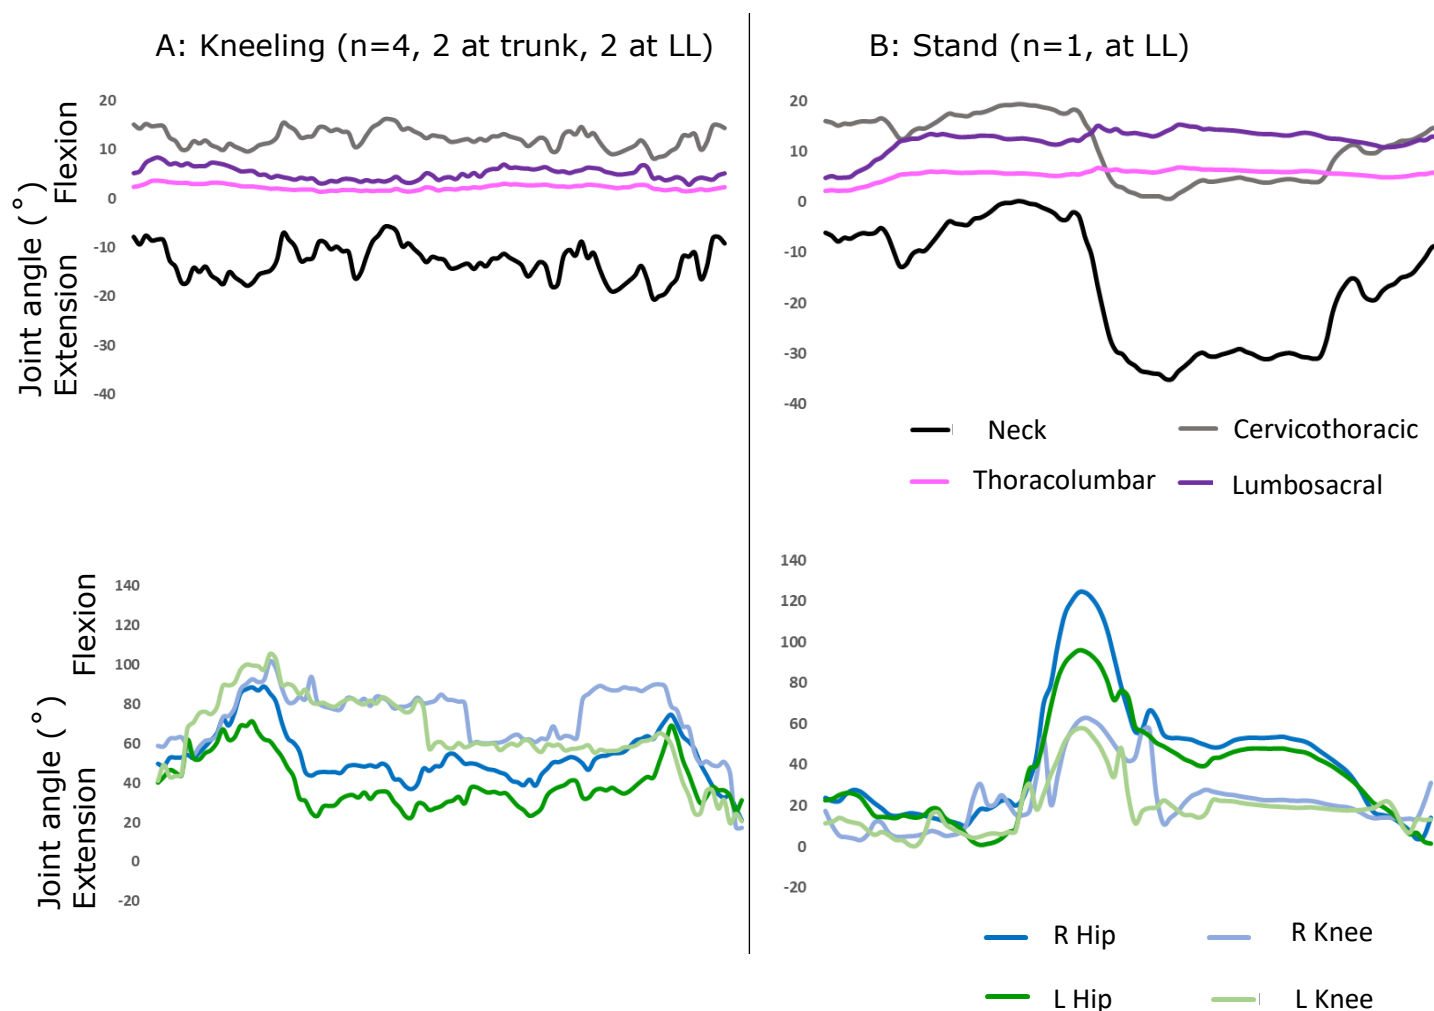 A: Kneeling (n=4, 2 at trunk, 2 at LL)
B: Stand (n=1, at LL)
Joint angle (°)
Extension Flexion
20
10
0
-10
-20
-30
-40
20
10
0
-10
-20
-30
-40
Neck
Cervicothoracic
Thoracolumbar
Lumbosacral
Joint angle (°)
Extension Flexion
140
120
100
80
60
40
20
0
-20
140
120
100
80
60
40
20
0
-20
R Hip
R Knee
L Hip
L Knee